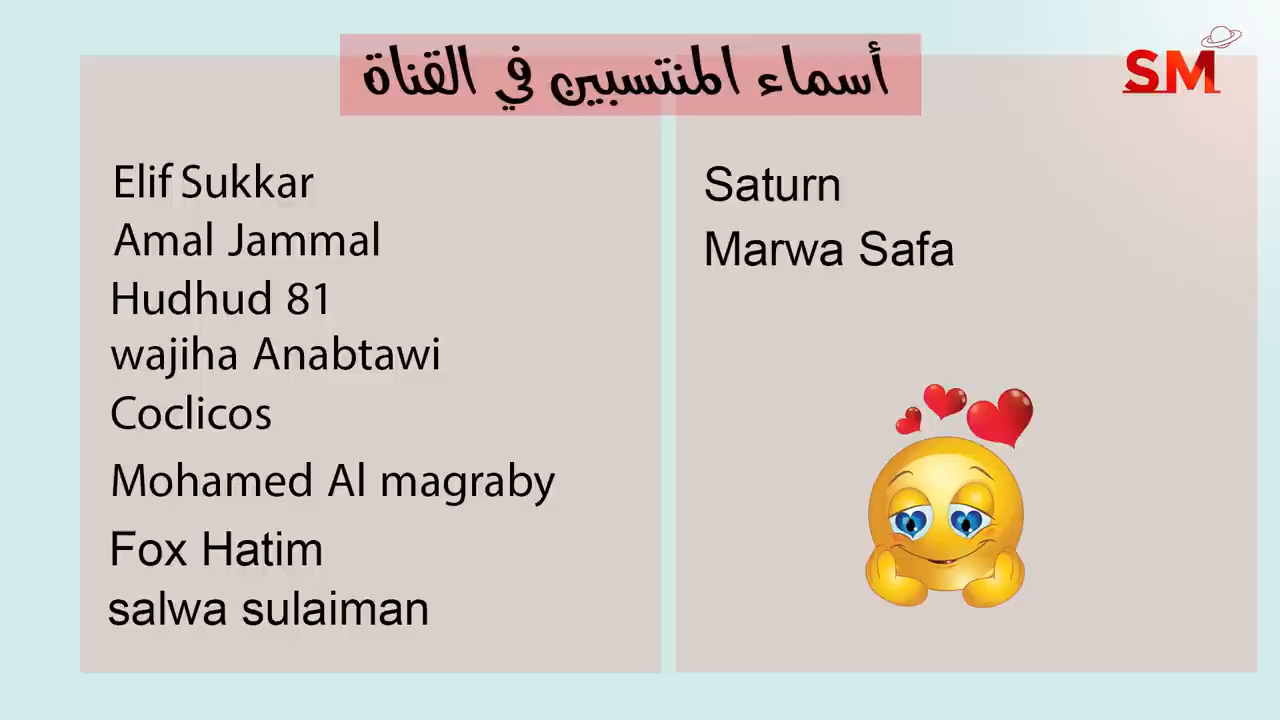 أسماء المنتسبين في القناة
SM
Elif Sukkar
Amal Jammal
Hudhud 81
wajiha Anabtawi
Coclicos
Mohamed Al magraby
Fox Hatim
salwa sulaiman
Saturn
Marwa Safa